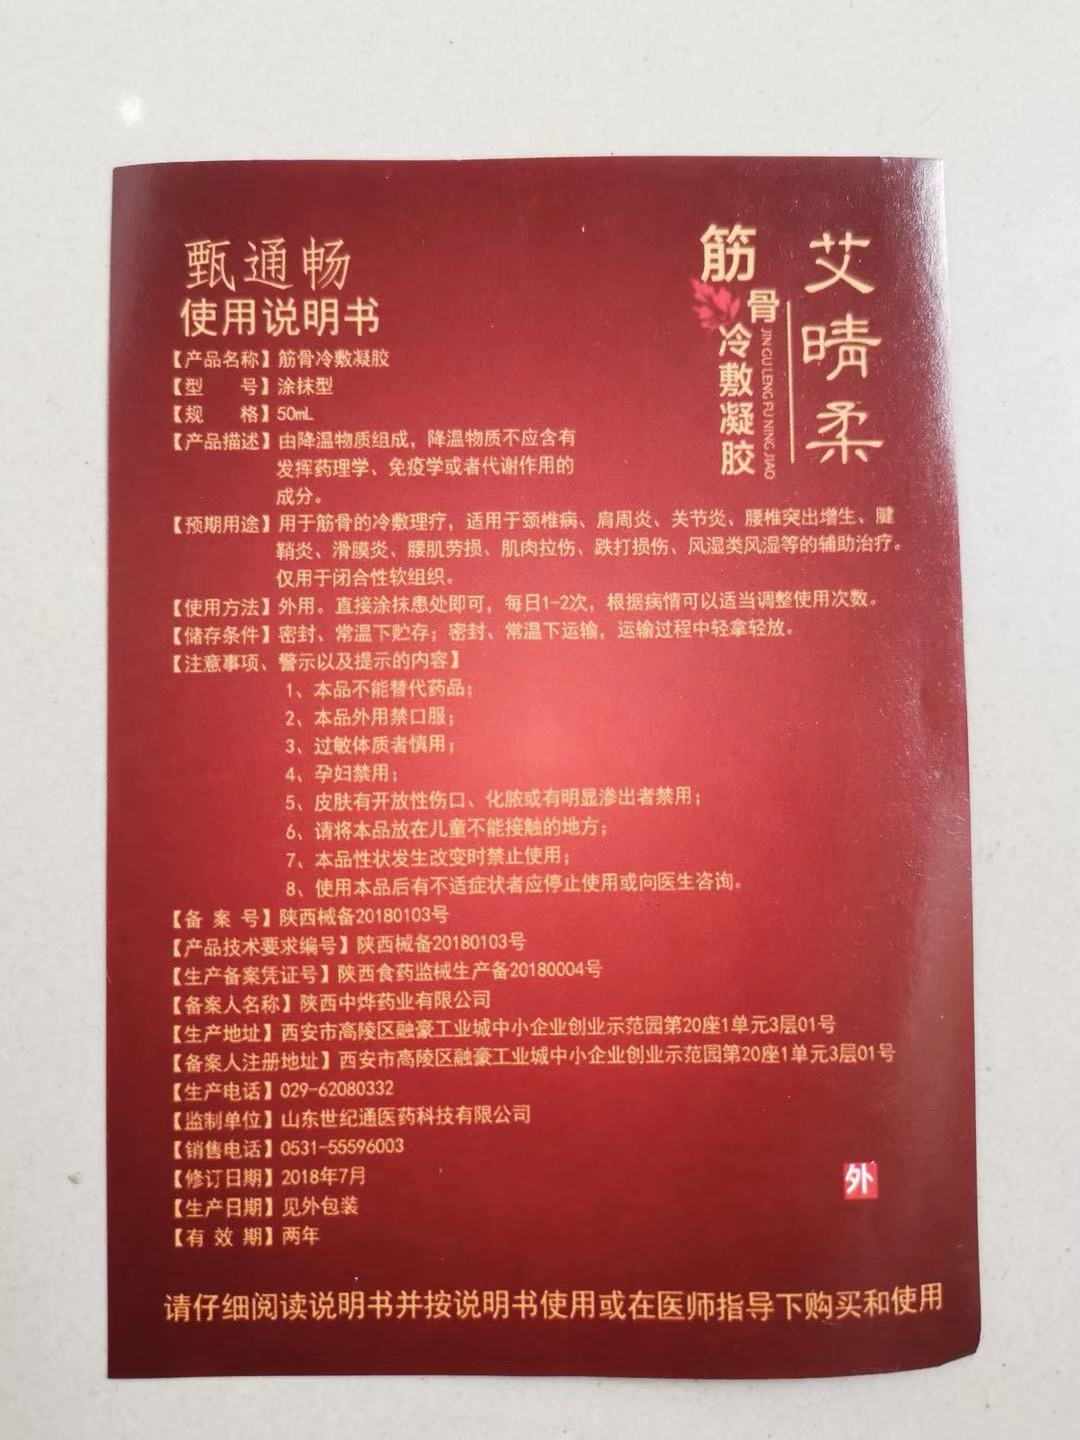 甄通畅
使用说明书
艾晴柔
筋骨冷敷凝胶
JIN GU LENG FU NING JIAO
【产品名称】筋骨冷敷凝胶
【型 号】涂抹型
【规 格】50mL
【产品描述】由降温物质组成，降温物质不应含有
发挥药理学、免疫学或者代谢作用的
成分。
【预期用途】用于筋骨的冷敷理疗，适用于颈椎病、肩周炎、关节炎、腰椎突出增生、腱
鞘炎、滑膜炎、腰肌劳损、肌肉拉伤、跌打损伤、风湿类风湿等的辅助治疗。
仅用于闭合性软组织。
【使用方法】外用。直接涂抹患处即可，每日1-2次，根据病情可以适当调整使用次数。
【储存条件】密封、常温下贮存；密封、常温下运输，运输过程中轻拿轻放。
【注意事项、警示以及提示的内容】
1、本品不能替代药品；
2、本品外用禁口服；
3、过敏体质者慎用；
4、孕妇禁用；
5、皮肤有开放性伤口、化脓或有明显渗出者禁用；
6、请将本品放在儿童不能接触的地方；
7、本品性状发生改变时禁止使用；
8、使用本品后有不适症状者应停止使用或向医生咨询。
【备 案 号】陕西械备20180103号
【产品技术要求编号】陕西械备20180103号
【生产备案凭证号】陕西食药监械生产备20180004号
【备案人名称】陕西中烨药业有限公司
【生产地址】西安市高陵区融豪工业城中小企业创业示范园第20座1单元3层01号
【备案人注册地址】西安市高陵区融豪工业城中小企业创业示范园第20座1单元3层01号
【生产电话】029-62080332
【监制单位】山东世纪通医药科技有限公司
【销售电话】0531-55596003
【修订日期】2018年7月
【生产日期】见外包装
【有 效 期】两年
外
请仔细阅读说明书并按说明书使用或在医师指导下购买和使用